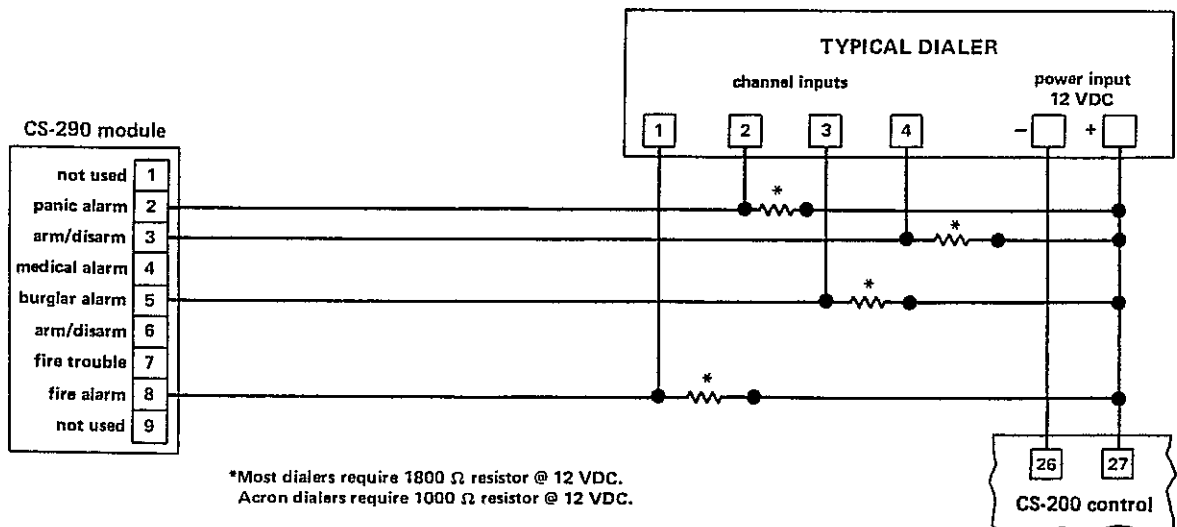 TYPICAL DIALER
channel inputs
power input
12 VDC
1 2 3 4 - +
CS-290 module
not used 1
panic alarm 2
arm/disarm 3
medical alarm 4
burglar alarm 5
arm/disarm 6
fire trouble 7
fire alarm 8
not used 9
*
*
*
*
*Most dialers require 1800 Ω resistor @ 12 VDC.
Acron dialers require 1000 Ω resistor @ 12 VDC.
26 27
CS-200 control